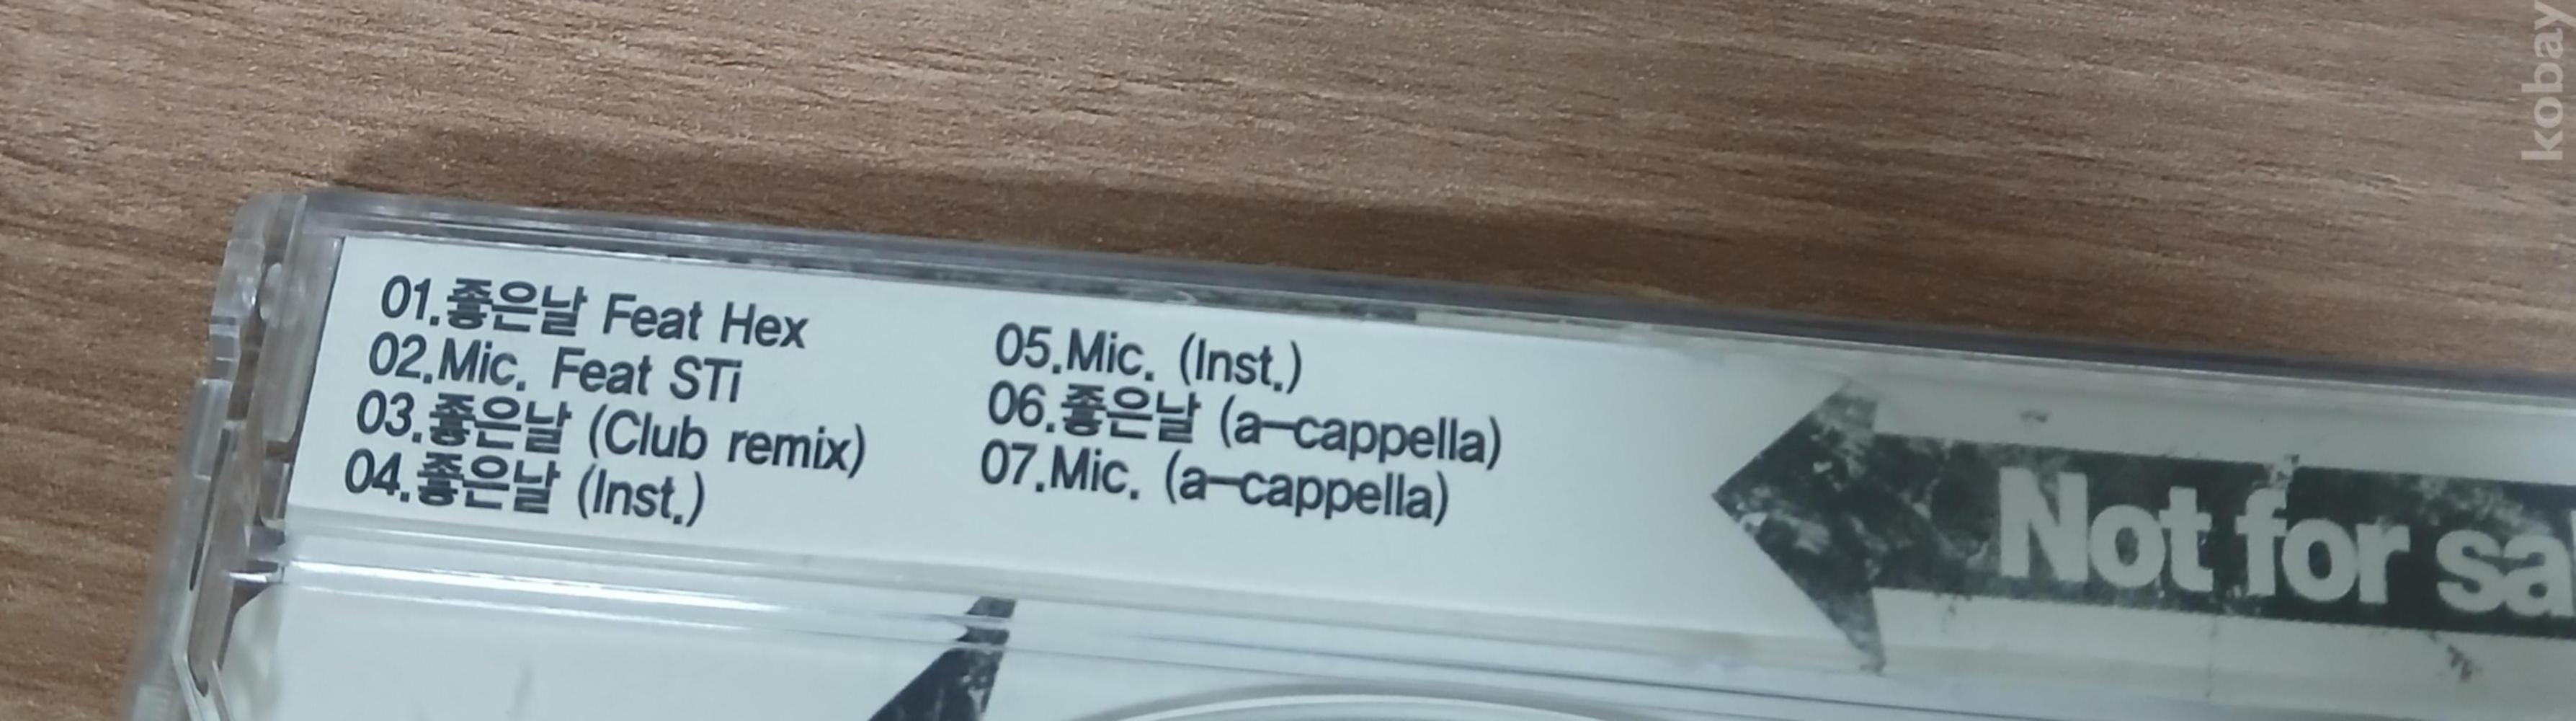 01.좋은날 Feat Hex
02.Mic. Feat STi
03.좋은날 (Club remix)
04.좋은날 (Inst.)
05.Mic. (Inst.)
06.좋은날 (a-cappella)
07.Mic. (a-cappella)
Not for
kobay